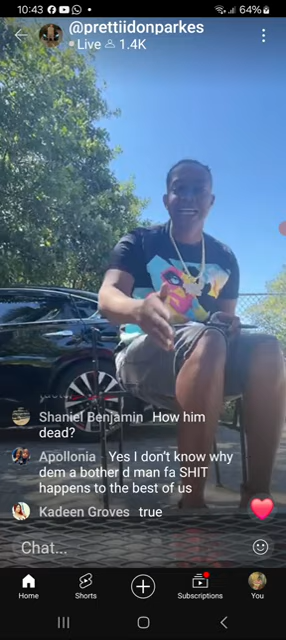 10:43
64%
@prettiidonparkes
Live 1.4K
Shaniel Benjamin How him
dead?
Apollonia Yes I don't know why
dem a bother d man fa SHIT
happens to the best of us
Kadeen Groves true
Chat...
Home Shorts Subscriptions You